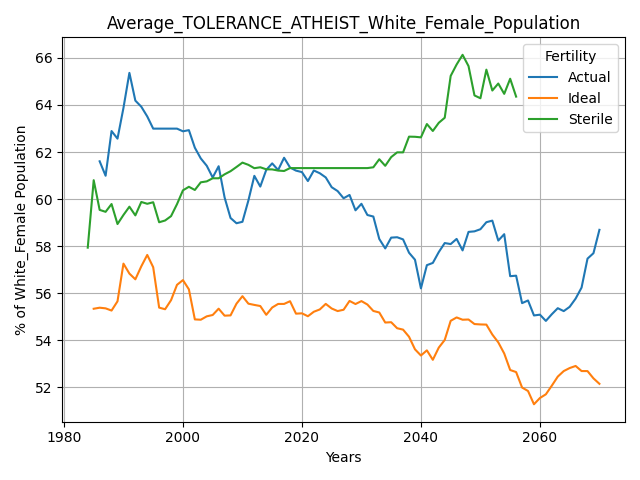 Average_TOLERANCE_ATHEIST_White_Female_Population
% of White_Female Population
66
64
62
60
58
56
54
52
Fertility
Actual
Ideal
Sterile
1980
2000
2020
2040
2060
Years